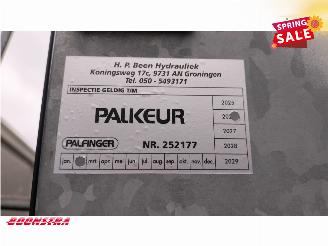 SPRING
SALE
H. P. Been Hydrauliek
Koningsweg 17c, 9731 AN Groningen
Tel. 050 - 5493171
INSPECTIE GELDIG T/M
PALKEUR
PALFINGER NR. 252177
2025
2027
2028
2029
jan mrt apr mei jun jul aug sep okt nov dec
BOONSTRA